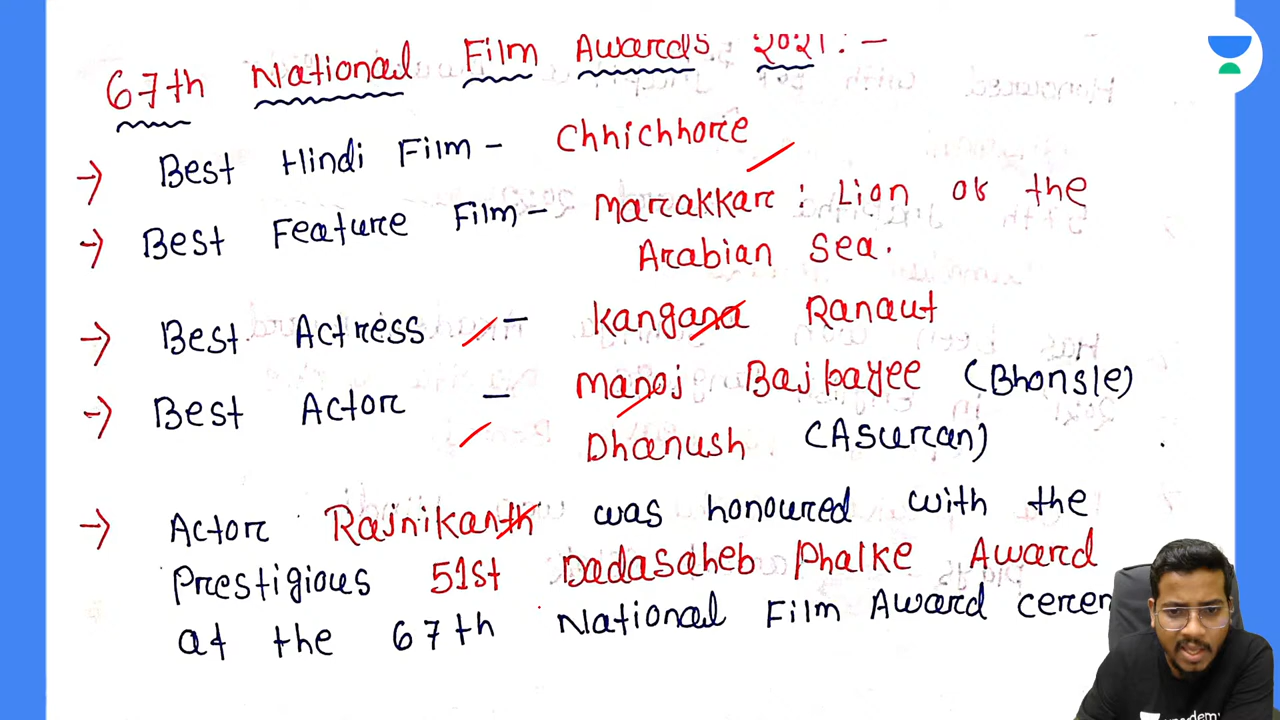 67th National Film Awards 2021:-
→ Best Hindi Film - Chhichhore
→ Best Feature Film - Marakkar : Lion of the
Arabian Sea.
→ Best Actress - Kangana Ranaut
→ Best Actor - Manoj Bajpayee (Bhonsle)
Dhanush (Asuran)
→ Actor Rajnikanth was honoured with the
Prestigious 51st Dadasaheb Phalke Award
at the 67th National Film Award